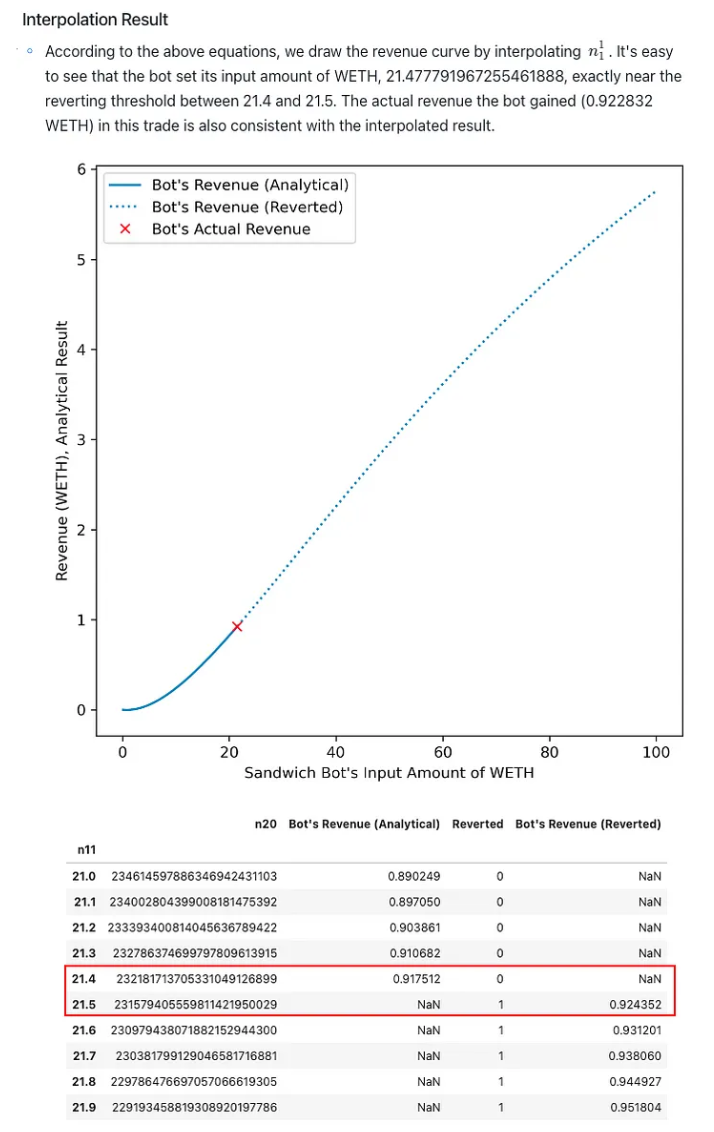 Interpolation Result
According to the above equations, we draw the revenue curve by interpolating n₁¹. It's easy
to see that the bot set its input amount of WETH, 21.477791967255461888, exactly near the
reverting threshold between 21.4 and 21.5. The actual revenue the bot gained (0.922832
WETH) in this trade is also consistent with the interpolated result.
Bot's Revenue (Analytical)
Bot's Revenue (Reverted)
Bot's Actual Revenue
Revenue (WETH), Analytical Result
6
5
4
3
2
1
0
0 20 40 60 80 100
Sandwich Bot's Input Amount of WETH
n20 Bot's Revenue (Analytical) Reverted Bot's Revenue (Reverted)
n11
21.0 234614597886346942431103 0.890249 0 NaN
21.1 234002804399008181475392 0.897050 0 NaN
21.2 233393400814045636789422 0.903861 0 NaN
21.3 232786374699797809613915 0.910682 0 NaN
21.4 232181713705331049126899 0.917512 0 NaN
21.5 231579405559811421950029 NaN 1 0.924352
21.6 230979438071882152944300 NaN 1 0.931201
21.7 230381799129046581716881 NaN 1 0.938060
21.8 229786476697057066619305 NaN 1 0.944927
21.9 229193458819308920197786 NaN 1 0.951804